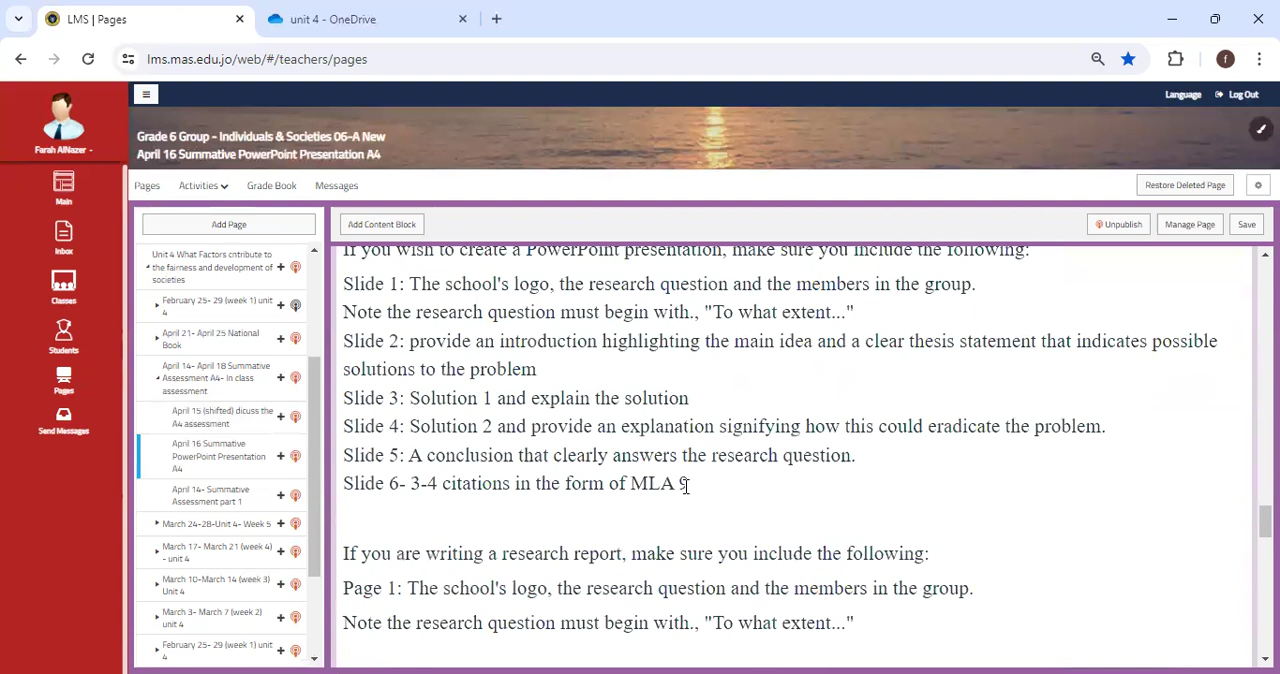 LMS | Pages
unit 4 - OneDrive
lms.mas.edu.jo/web/#/teachers/pages
f
Language
Log Out
Farah AlNazer
Grade 6 Group - Individuals & Societies 06-A New
April 16 Summative PowerPoint Presentation A4
Pages
Activities
Grade Book
Messages
Restore Deleted Page
Main
Inbox
Classes
Students
Pages
Send Messages
Add Page
Add Content Block
Unpublish
Manage Page
Save
Unit 4 What Factors cntribute to
the fairness and development of
societies
February 25- 29 (week 1) unit
4
April 21- April 25 National
Book
April 14- April 18 Summative
Assessment A4- In class
assessment
April 15 (shifted) dicuss the
A4 assessment
April 16 Summative
PowerPoint Presentation
A4
April 14- Summative
Assessment part 1
March 24-28-Unit 4- Week 5
March 17- March 21 (week 4)
- unit 4
March 10-March 14 (week 3)
Unit 4
March 3- March 7 (week 2)
unit 4
February 25- 29 (week 1) unit
4
If you wish to create a PowerPoint presentation, make sure you include the following:
Slide 1: The school's logo, the research question and the members in the group.
Note the research question must begin with., "To what extent..."
Slide 2: provide an introduction highlighting the main idea and a clear thesis statement that indicates possible
solutions to the problem
Slide 3: Solution 1 and explain the solution
Slide 4: Solution 2 and provide an explanation signifying how this could eradicate the problem.
Slide 5: A conclusion that clearly answers the research question.
Slide 6- 3-4 citations in the form of MLA 9
If you are writing a research report, make sure you include the following:
Page 1: The school's logo, the research question and the members in the group.
Note the research question must begin with., "To what extent..."